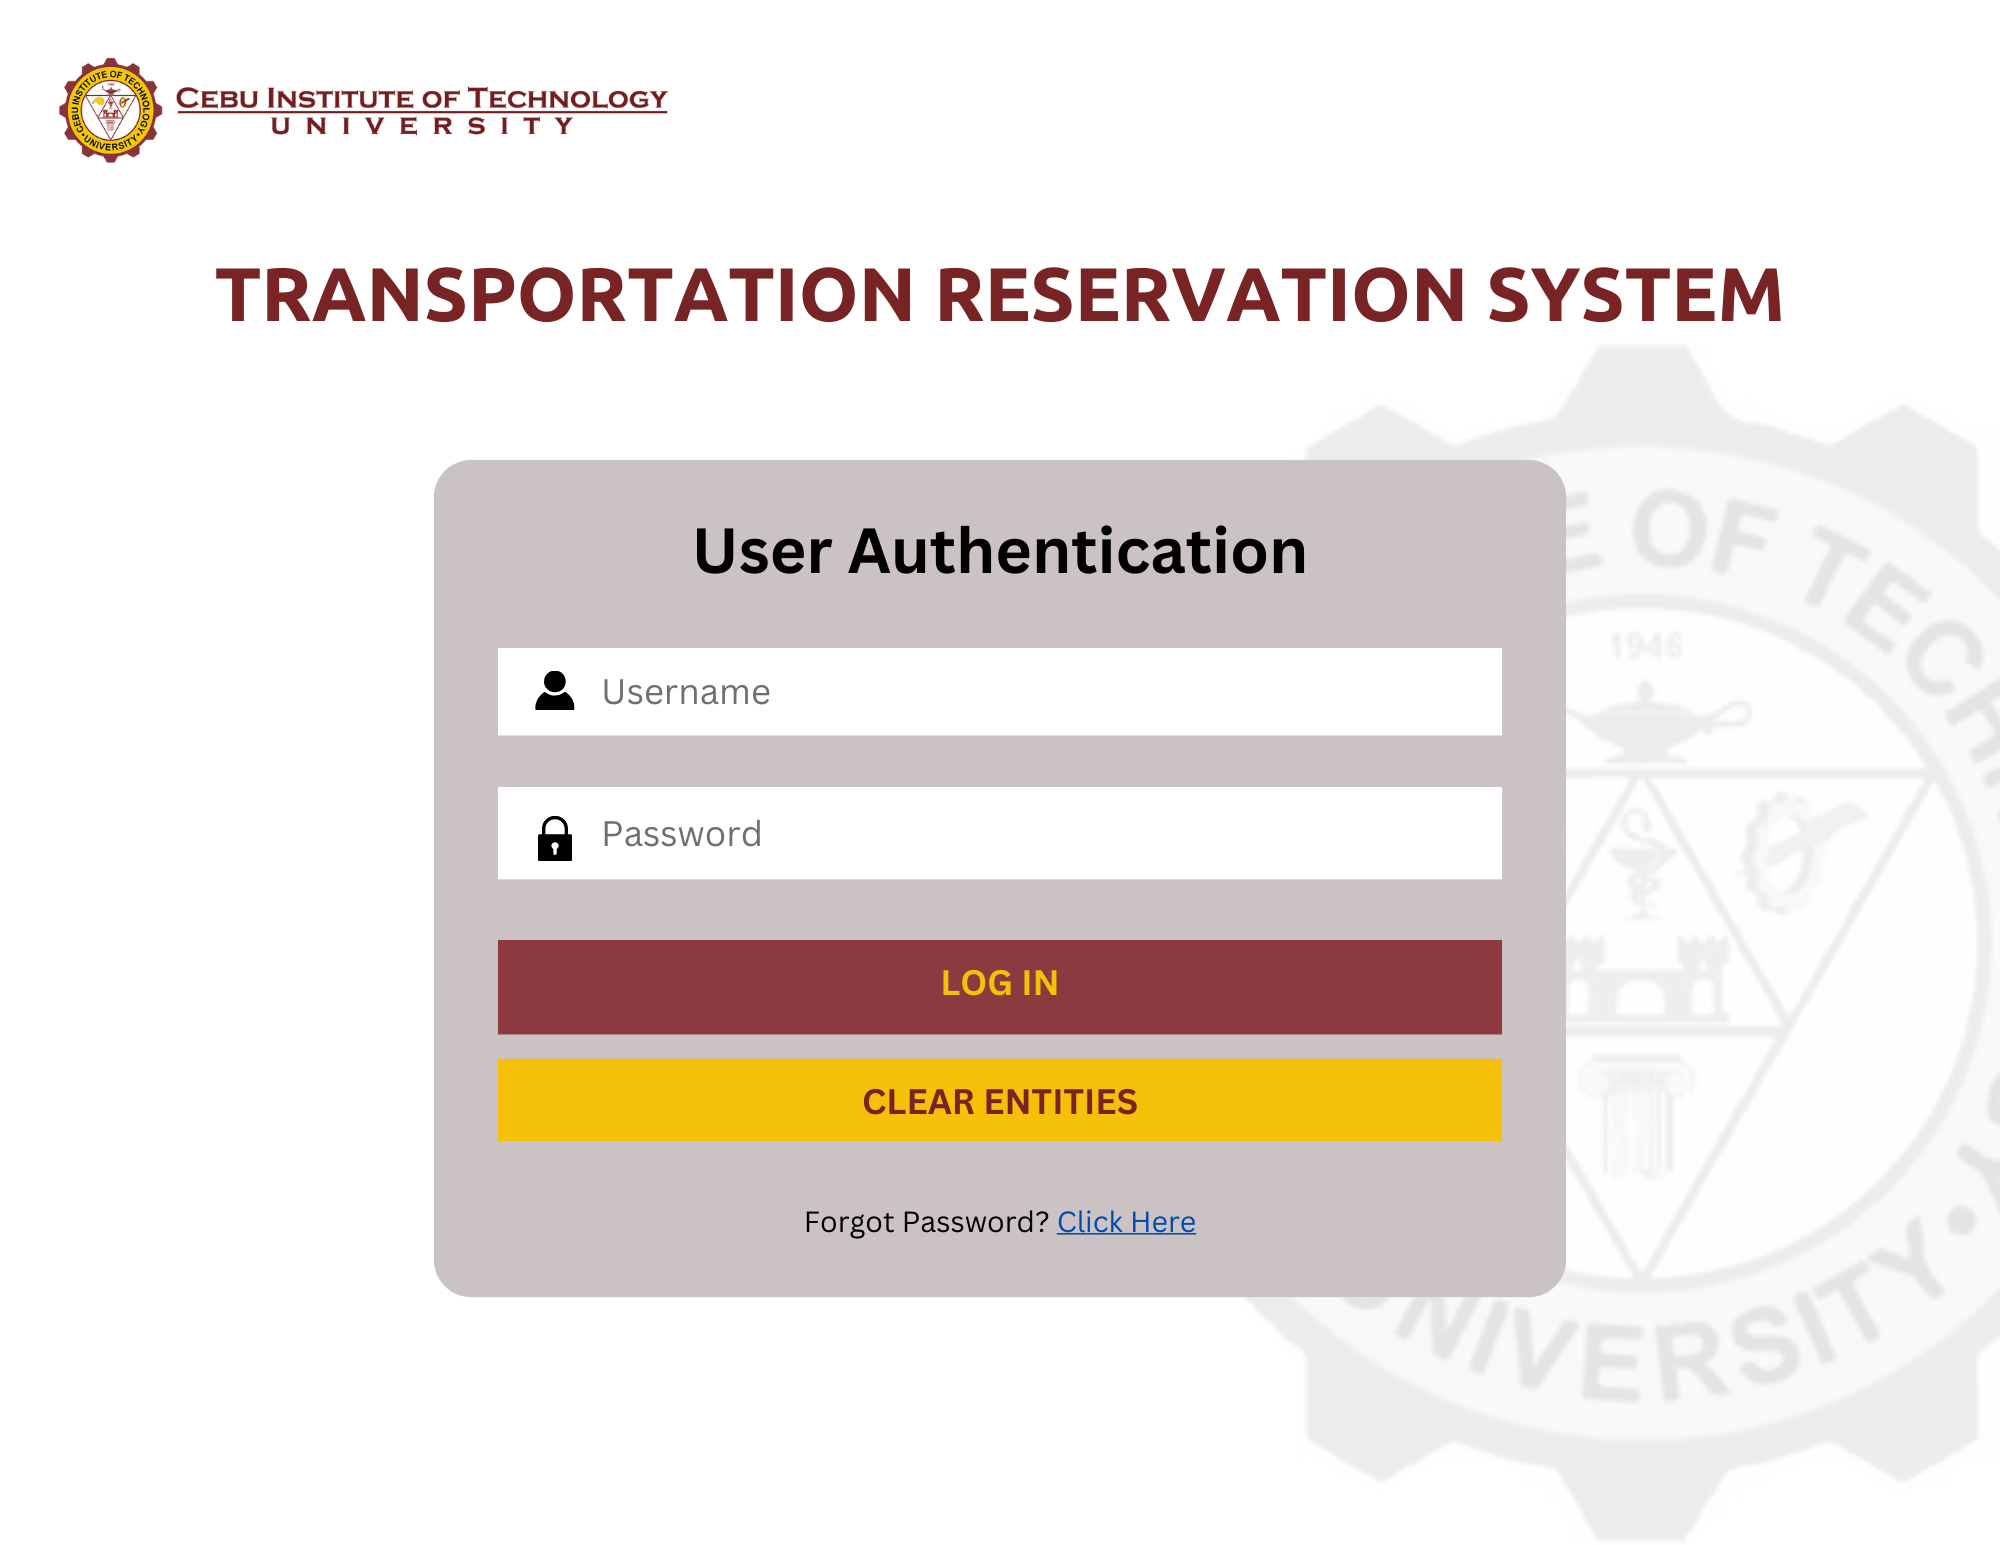 CEBU INSTITUTE OF TECHNOLOGY UNIVERSITY
CEBU INSTITUTE OF TECHNOLOGY
UNIVERSITY
TRANSPORTATION RESERVATION SYSTEM
User Authentication
Username
Password
LOG IN
CLEAR ENTITIES
Forgot Password? Click Here
E OF TECH
1946
UNIVERSITY